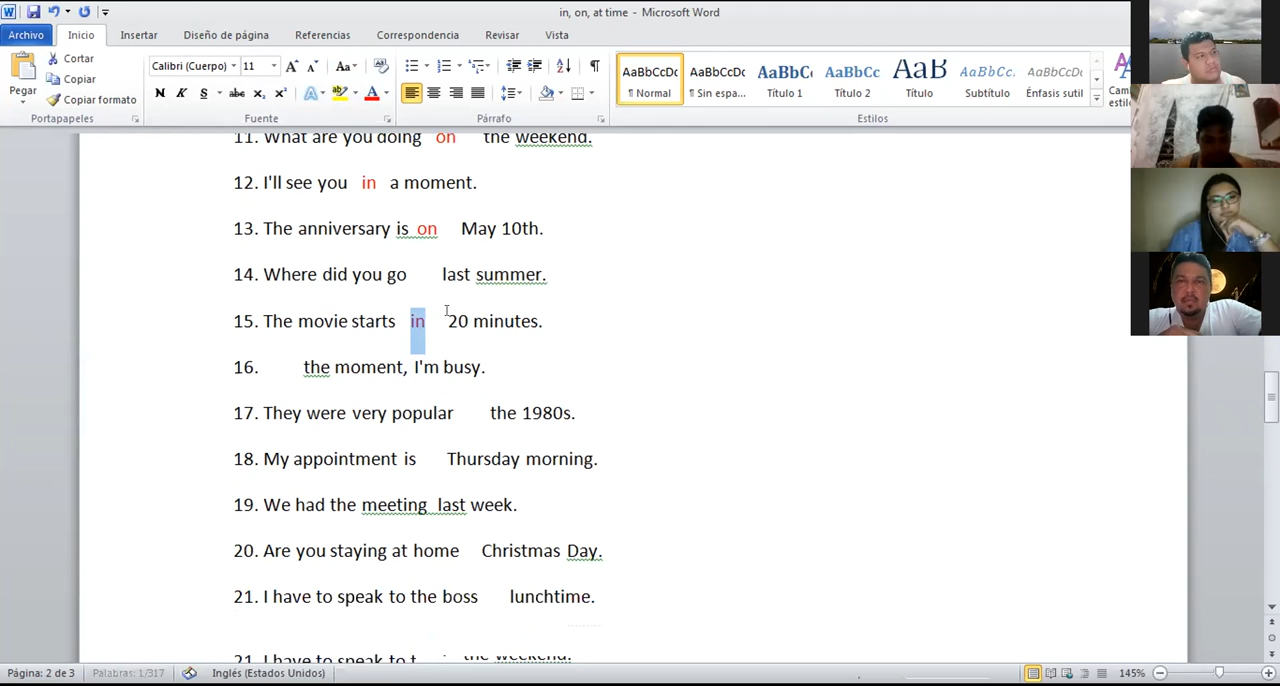 in, on, at time - Microsoft Word
Archivo Inicio Insertar Diseño de página Referencias Correspondencia Revisar Vista
Pegar
Cortar
Copiar
Copiar formato
Portapapeles
Calibri (Cuerpo) 11
N K S abc x₂ x²
Fuente
Párrafo
AaBbCcDc AaBbCcDc AaBbC AaBbCc AaB AaBbCc. AaBbCcDc
¶ Normal ¶ Sin espa... Título 1 Título 2 Título Subtítulo Énfasis sutil
Estilos
11. What are you doing on the weekend.
12. I'll see you in a moment.
13. The anniversary is on May 10th.
14. Where did you go last summer.
15. The movie starts in 20 minutes.
16. the moment, I'm busy.
17. They were very popular the 1980s.
18. My appointment is Thursday morning.
19. We had the meeting last week.
20. Are you staying at home Christmas Day.
21. I have to speak to the boss lunchtime.
Página: 2 de 3 Palabras: 1/317 Inglés (Estados Unidos) 145%